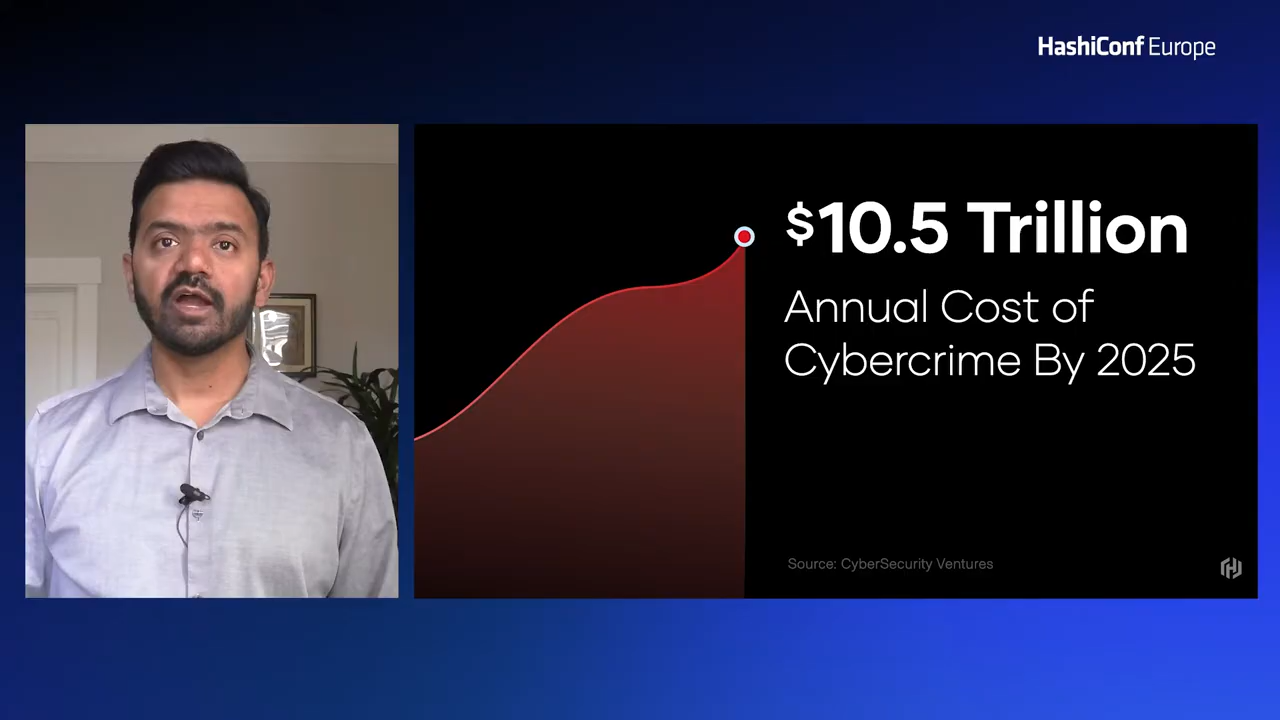 HashiConf Europe
$10.5 Trillion
Annual Cost of
Cybercrime By 2025
Source: CyberSecurity Ventures